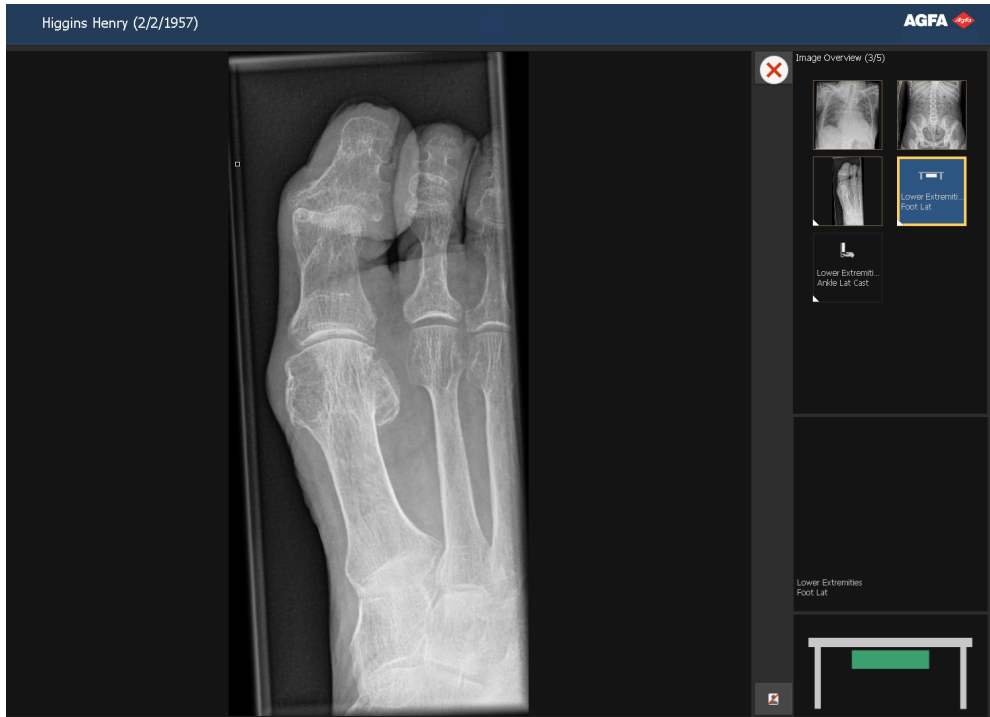 Higgins Henry (2/2/1957)
AGFA
Agfa
Image Overview (3/5)
Lower Extremiti...
Foot Lat
Lower Extremiti...
Ankle Lat Cast
Lower Extremities
Foot Lat